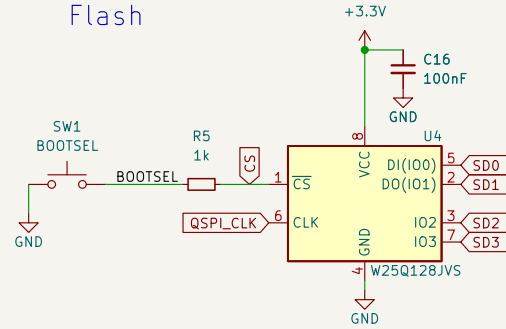 Flash
+3.3V
C16
100nF
GND
SW1
BOOTSEL
R5
1k
BOOTSEL
CS
GND
U4
8
VCC
1
CS
6
CLK
QSPI_CLK
DI(IO0)
5
SD0
DO(IO1)
2
SD1
IO2
3
SD2
IO3
7
SD3
GND
4
W25Q128JVS
GND